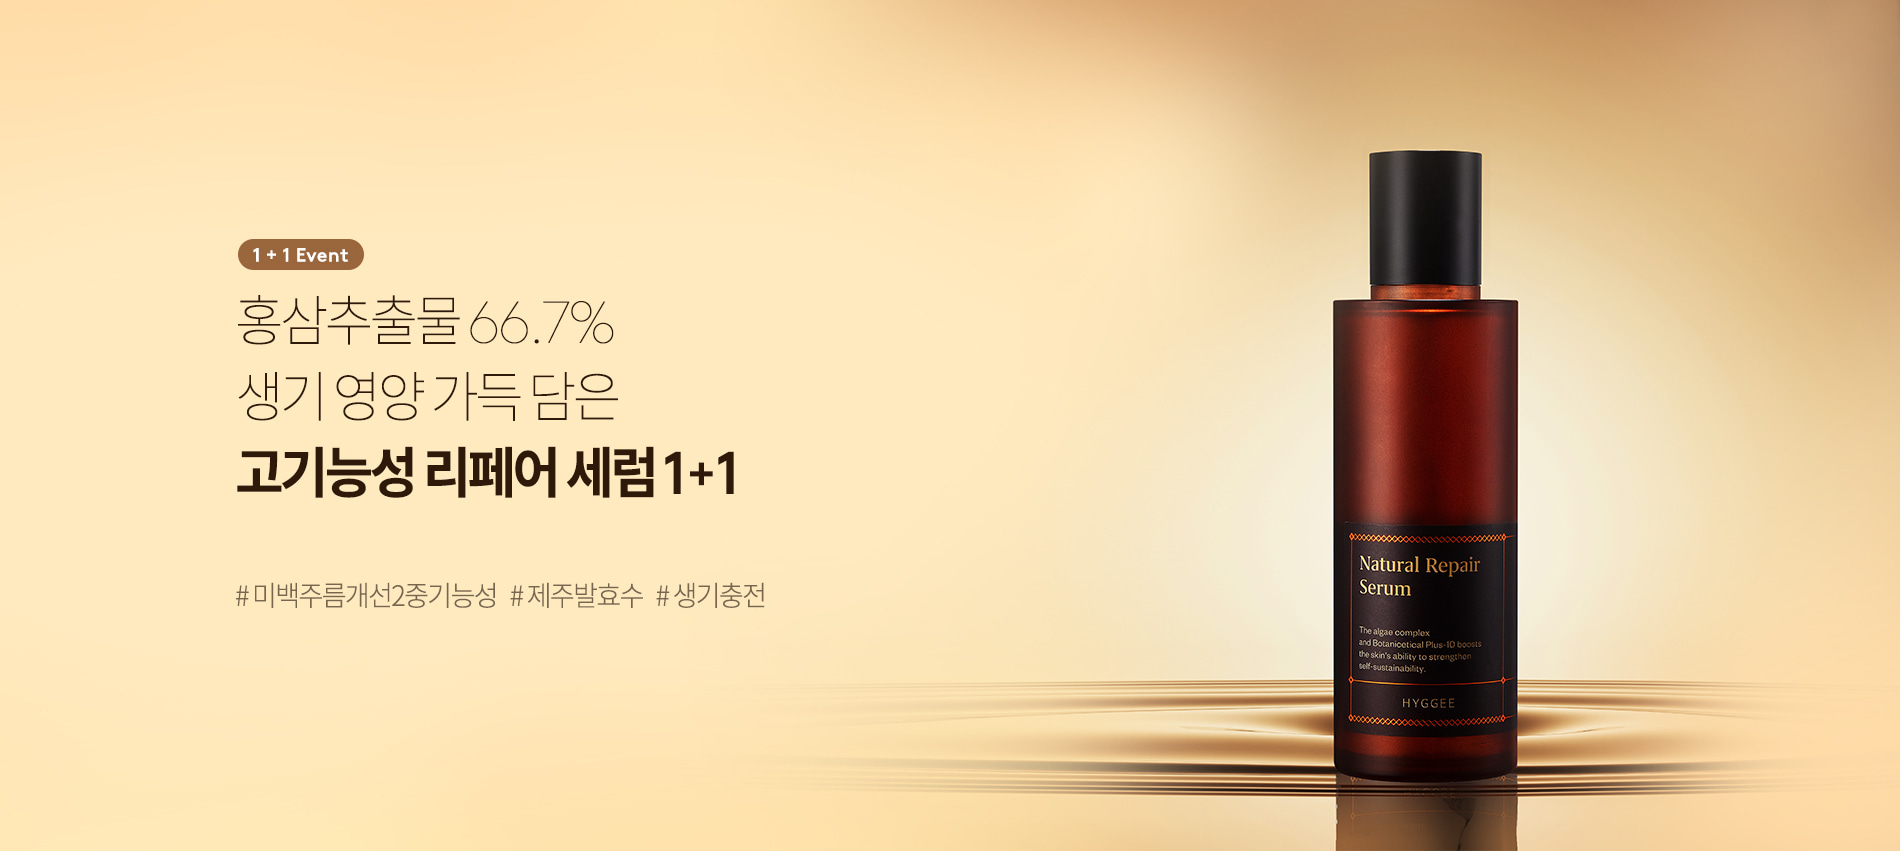 1 + 1 Event
홍삼추출물 66.7%
생기 영양 가득 담은
고기능성 리페어 세럼 1+1
# 미백주름개선2중기능성 # 제주발효수 # 생기충전
Natural Repair
Serum
The algae complex
and Botanicetical Plus-10 boosts
the skin's ability to strengthen
self-sustainability.
HYGGEE